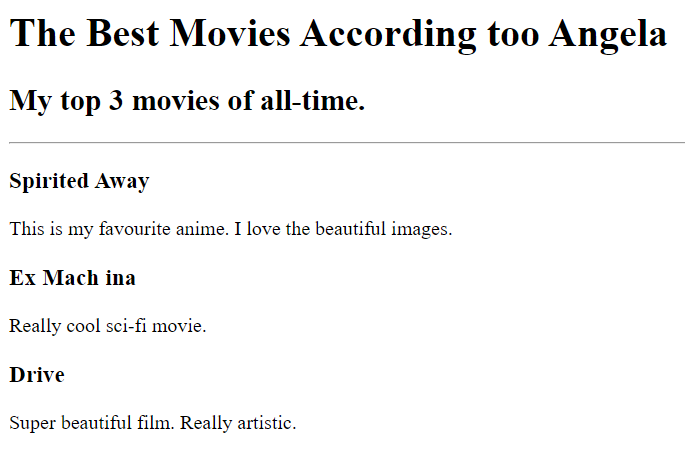 The Best Movies According too Angela
My top 3 movies of all-time.
Spirited Away
This is my favourite anime. I love the beautiful images.
Ex Mach ina
Really cool sci-fi movie.
Drive
Super beautiful film. Really artistic.